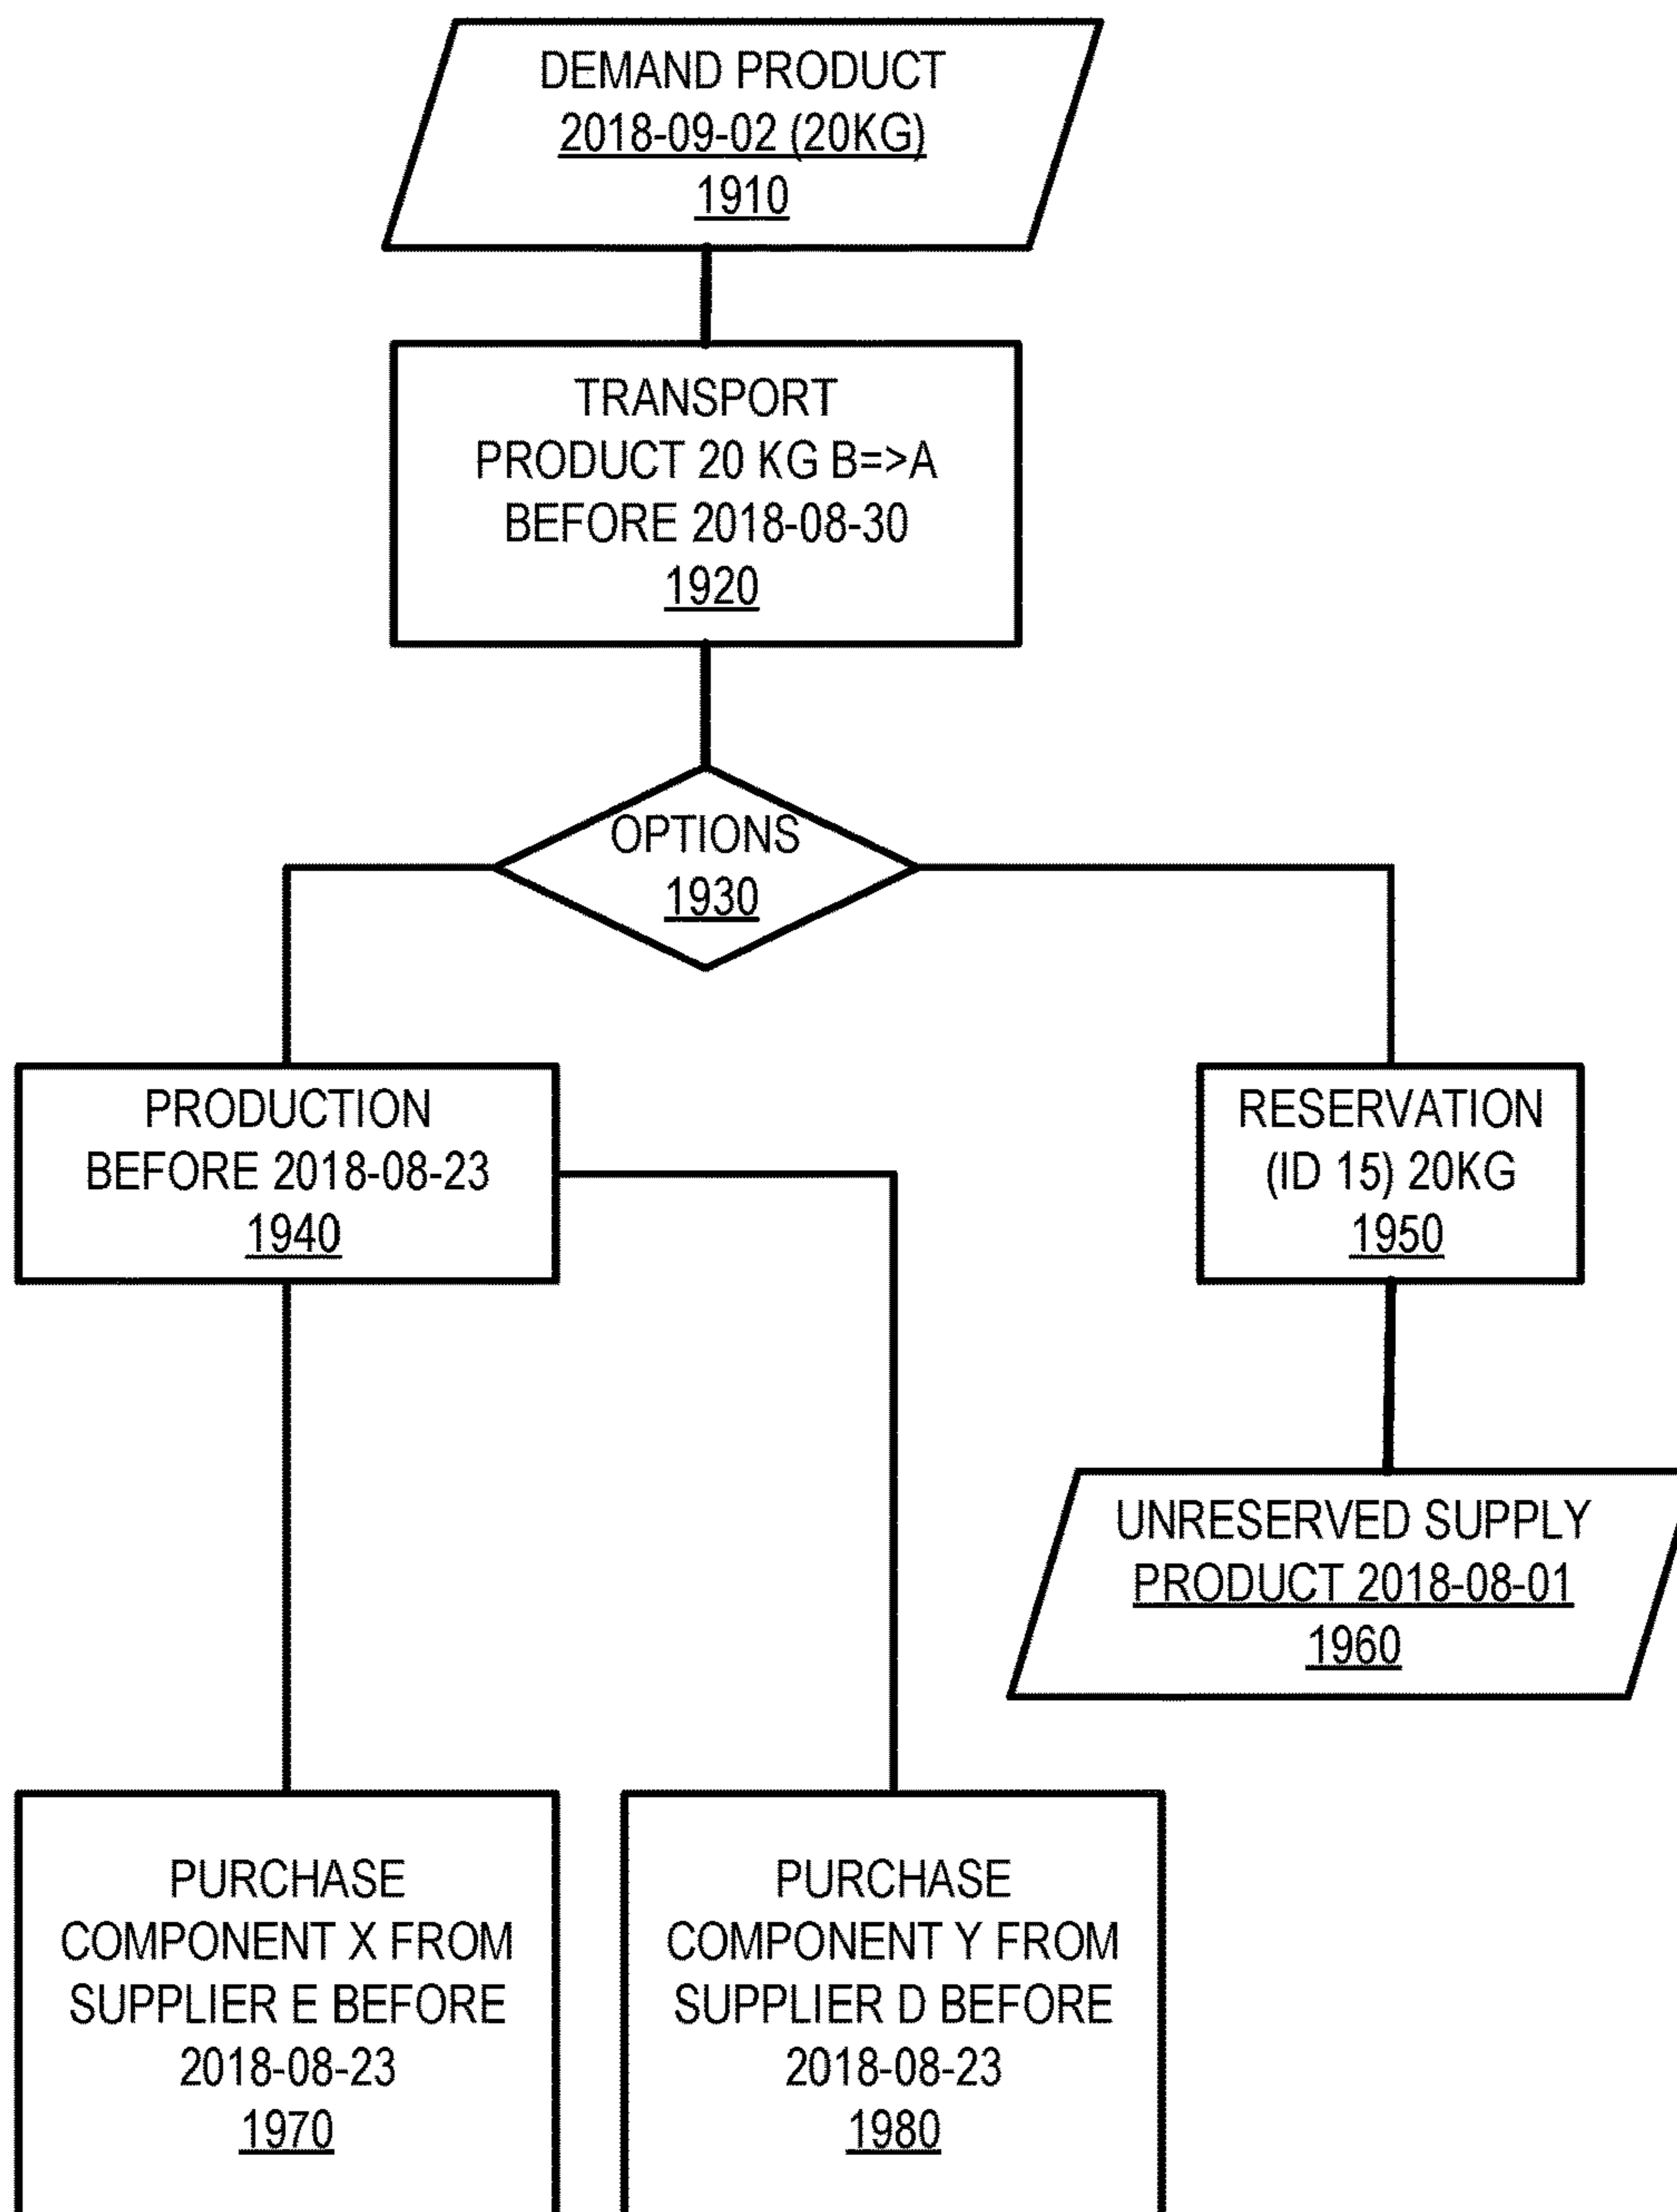 DEMAND PRODUCT
2018-09-02 (20KG)
1910
TRANSPORT
PRODUCT 20 KG B=>A
BEFORE 2018-08-30
1920
OPTIONS
1930
PRODUCTION
BEFORE 2018-08-23
1940
RESERVATION
(ID 15) 20KG
1950
UNRESERVED SUPPLY
PRODUCT 2018-08-01
1960
PURCHASE
COMPONENT X FROM
SUPPLIER E BEFORE
2018-08-23
1970
PURCHASE
COMPONENT Y FROM
SUPPLIER D BEFORE
2018-08-23
1980